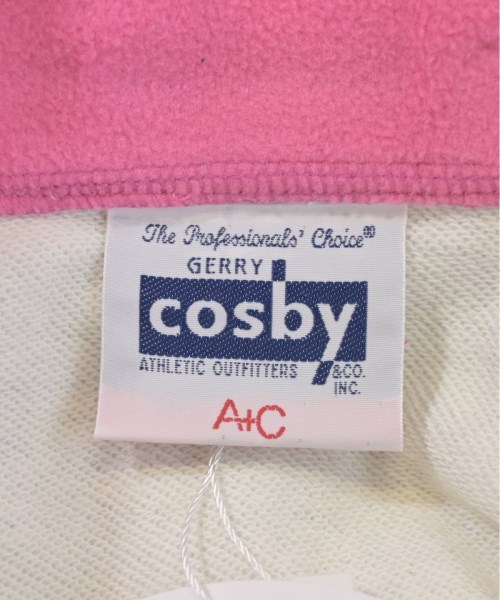 The Professionals' Choice®
GERRY
cosby
ATHLETIC OUTFITTERS &CO.
INC.
A+C